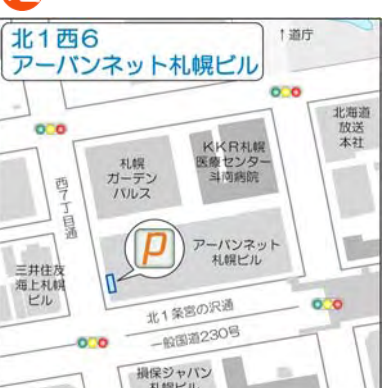 北1西6
アーバンネット札幌ビル
↑道庁
北海道
放送
本社
札幌
ガーデン
パルス
KKR札幌
医療センター
斗南病院
西7丁目通
P
アーバンネット
札幌ビル
三井住友
海上札幌
ビル
北1条宮の沢通
一般国道230号
損保ジャパン
札幌ビル